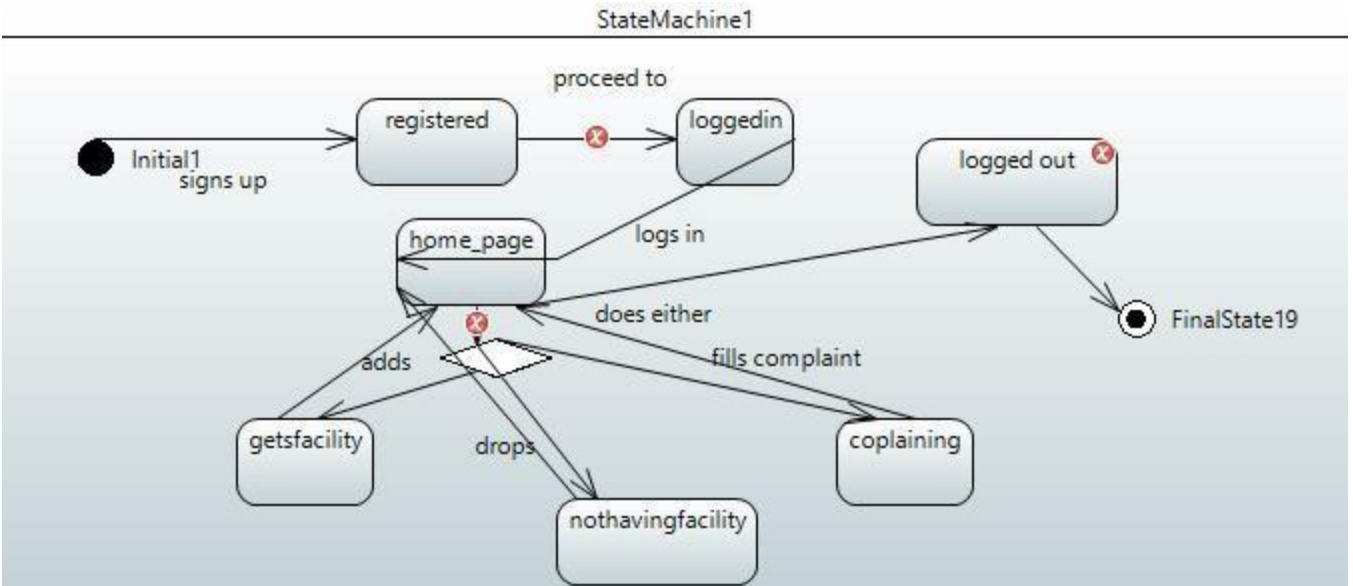 StateMachine1
proceed to
registered
loggedin
Initial1
signs up
logged out
home_page
logs in
does either
FinalState19
adds
fills complaint
getsfacility
drops
coplaining
nothavingfacility